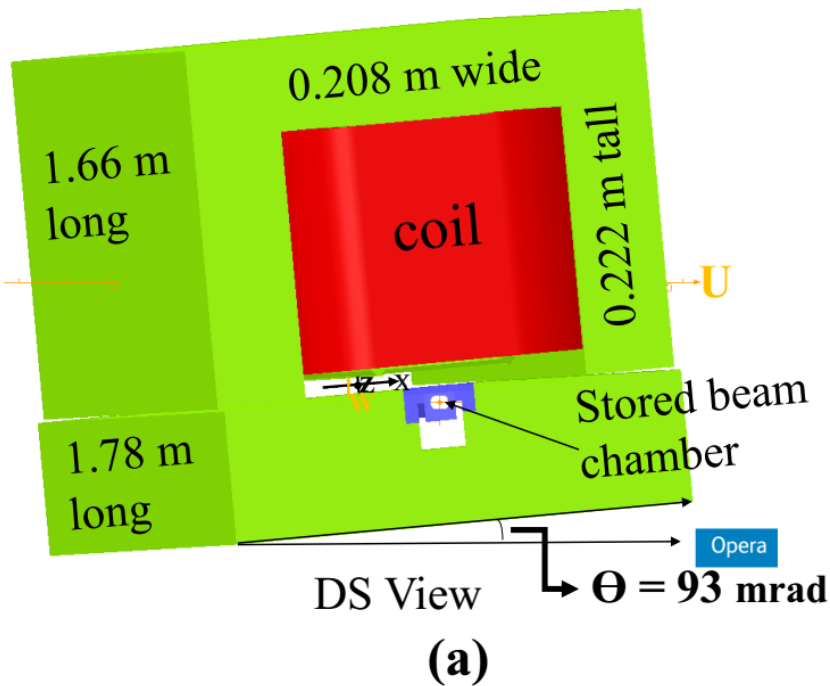 0.208 m wide
1.66 m
long
0.222 m tall
coil
U
z x
W
Stored beam
chamber
1.78 m
long
Opera
DS View
Ɵ = 93 mrad
(a)